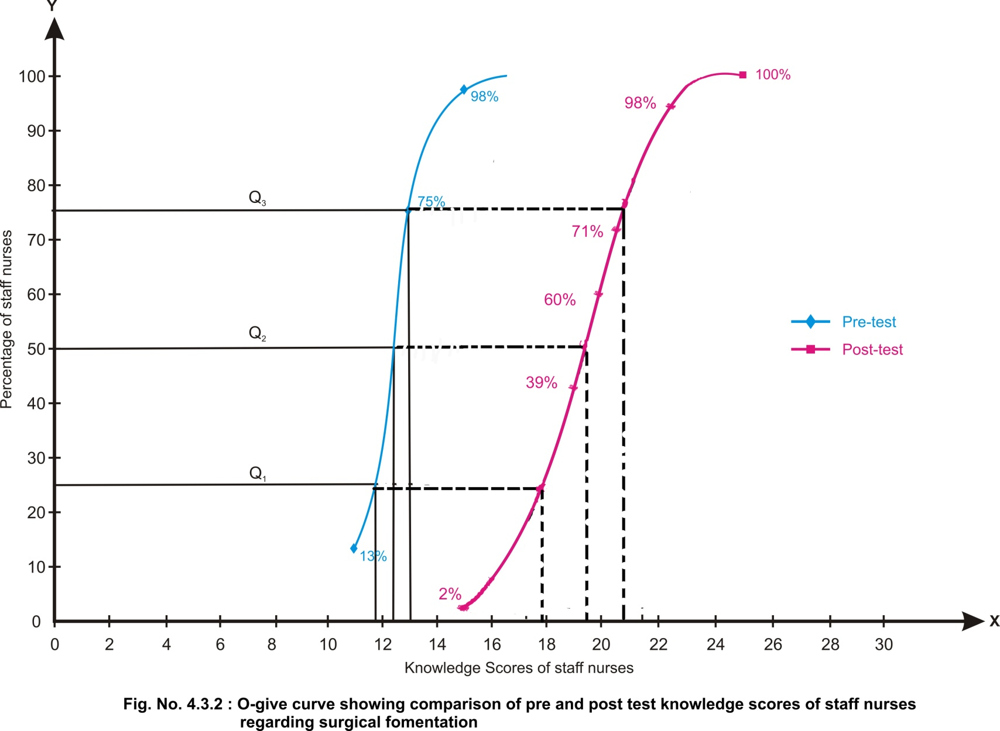 Y
100
90
80
70
60
50
40
30
20
10
0
Percentage of staff nurses
Q3
Q2
Q1
98%
75%
13%
100%
98%
71%
60%
39%
2%
Pre-test
Post-test
0 2 4 6 8 10 12 14 16 18 20 22 24 26 28 30
X
Knowledge Scores of staff nurses
Fig. No. 4.3.2 : O-give curve showing comparison of pre and post test knowledge scores of staff nurses
regarding surgical fomentation